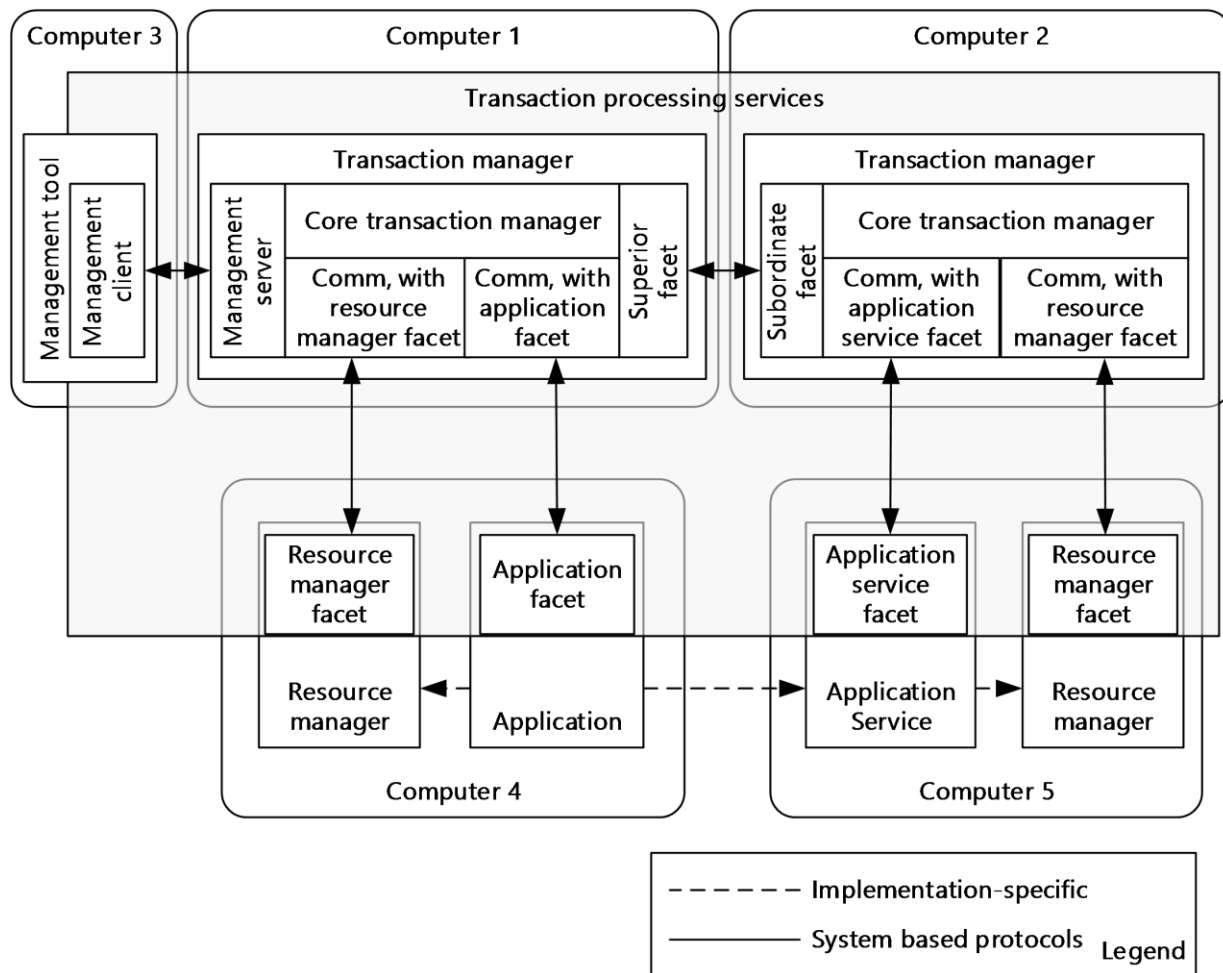 Computer 3
Computer 1
Computer 2
Transaction processing services
Management tool
Management
client
Transaction manager
Management
server
Core transaction manager
Comm, with
resource
manager facet
Comm, with
application
facet
Superior
facet
Transaction manager
Subordinate
facet
Core transaction manager
Comm, with
application
service facet
Comm, with
resource
manager facet
Resource
manager
facet
Application
facet
Application
service
facet
Resource
manager
facet
Resource
manager
Application
Application
Service
Resource
manager
Computer 4
Computer 5
Implementation-specific
System based protocols
Legend